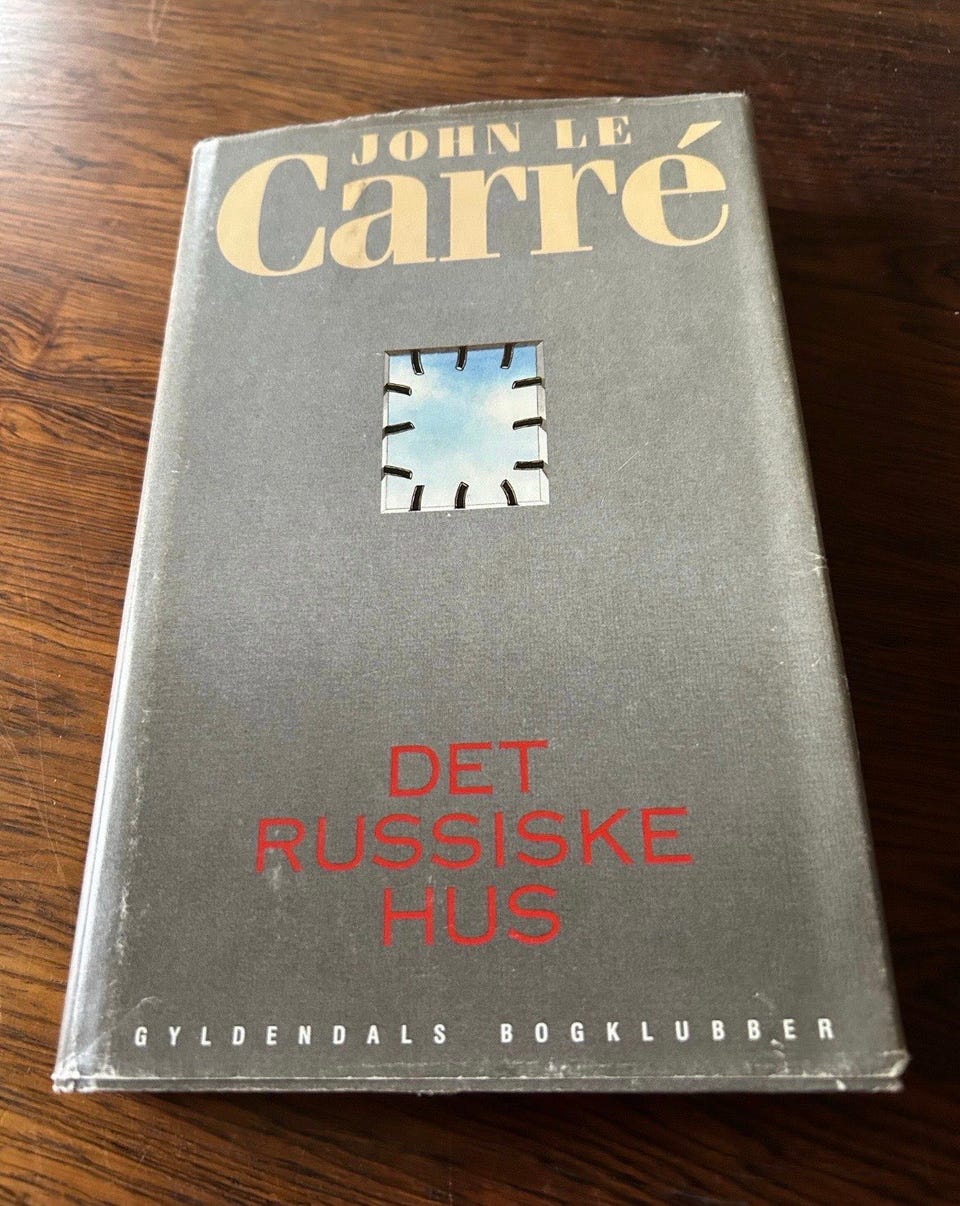 JOHN LE
Carré
DET
RUSSISKE
HUS
GYLDENDALS BOGKLUBBER